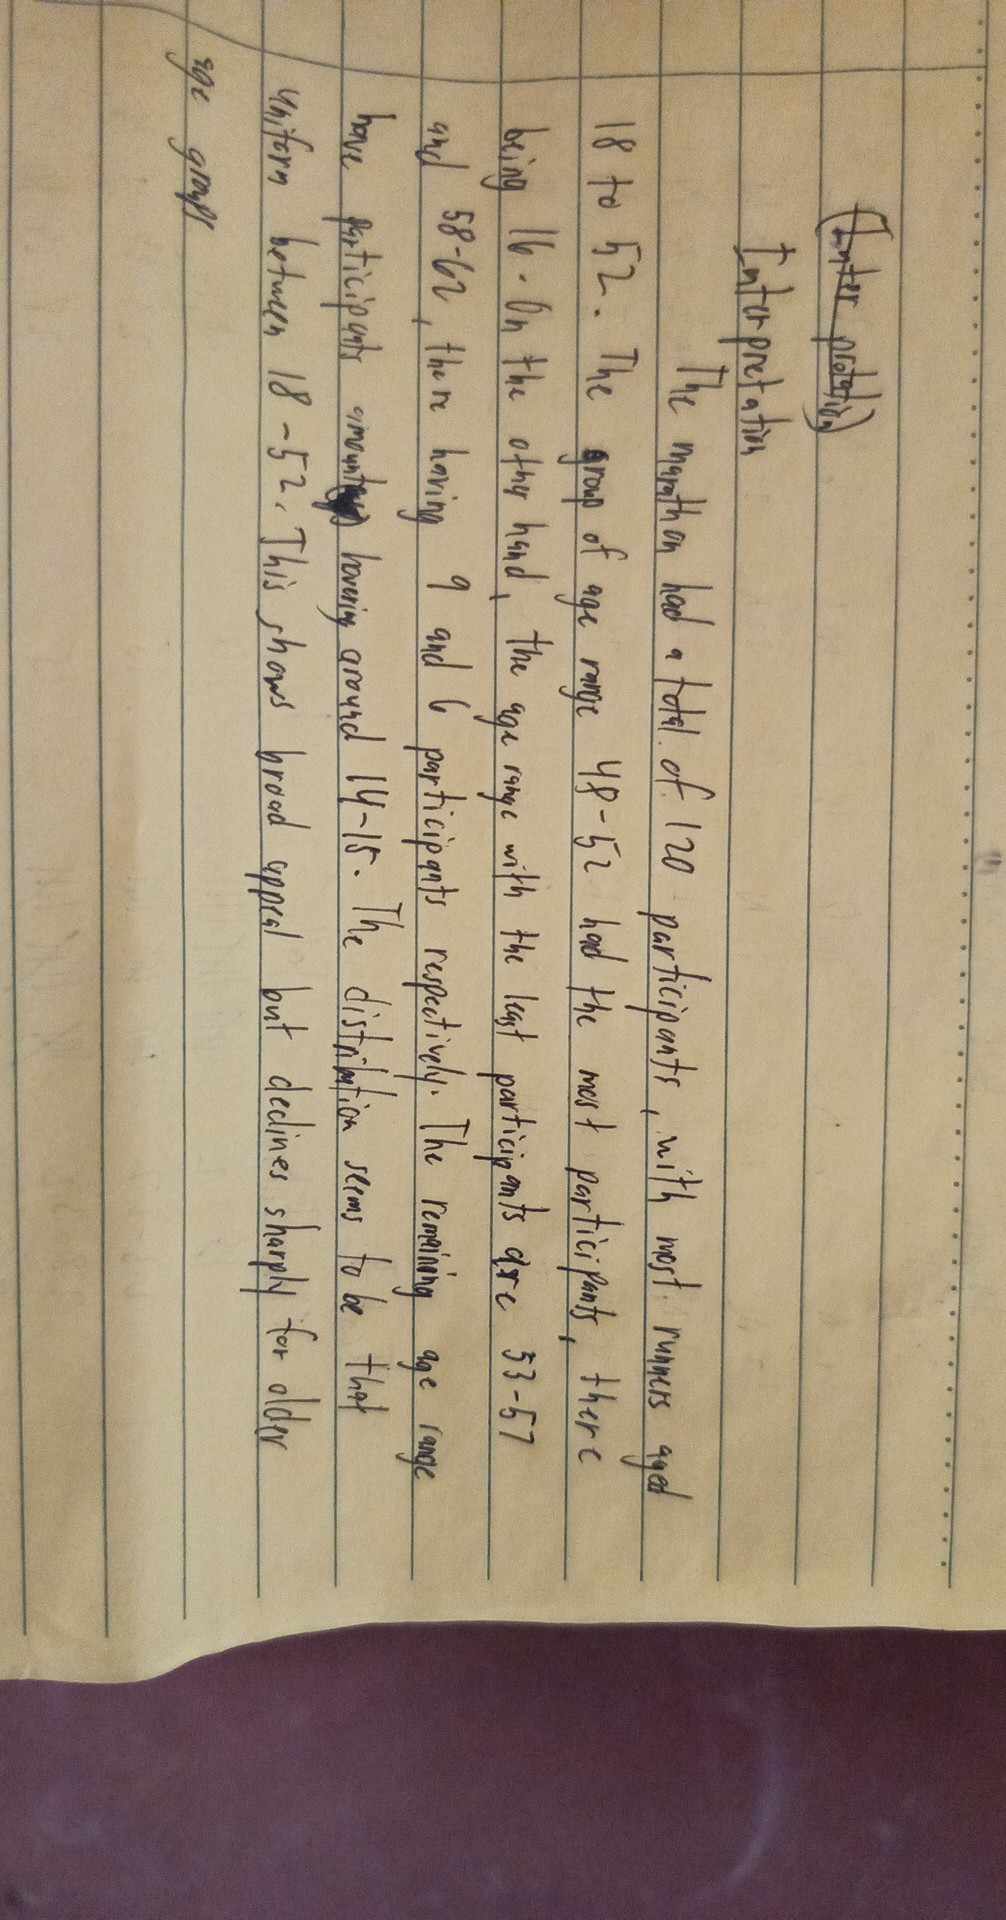 (Inter protation)
Interpretation
The marathon had a total of 120 participants, with most runners aged
18 to 52. The group of age range 48-52 had the most participants, there
being 16. On the other hand, the age range with the least participants are 53-57
and 58-62, there having 9 and 6 participants respectively. The remaining age range
have participants amount hovering around 14-15. The distribution seems to be that
uniform between 18-52. This shows broad appeal but declines sharply for older
age groups